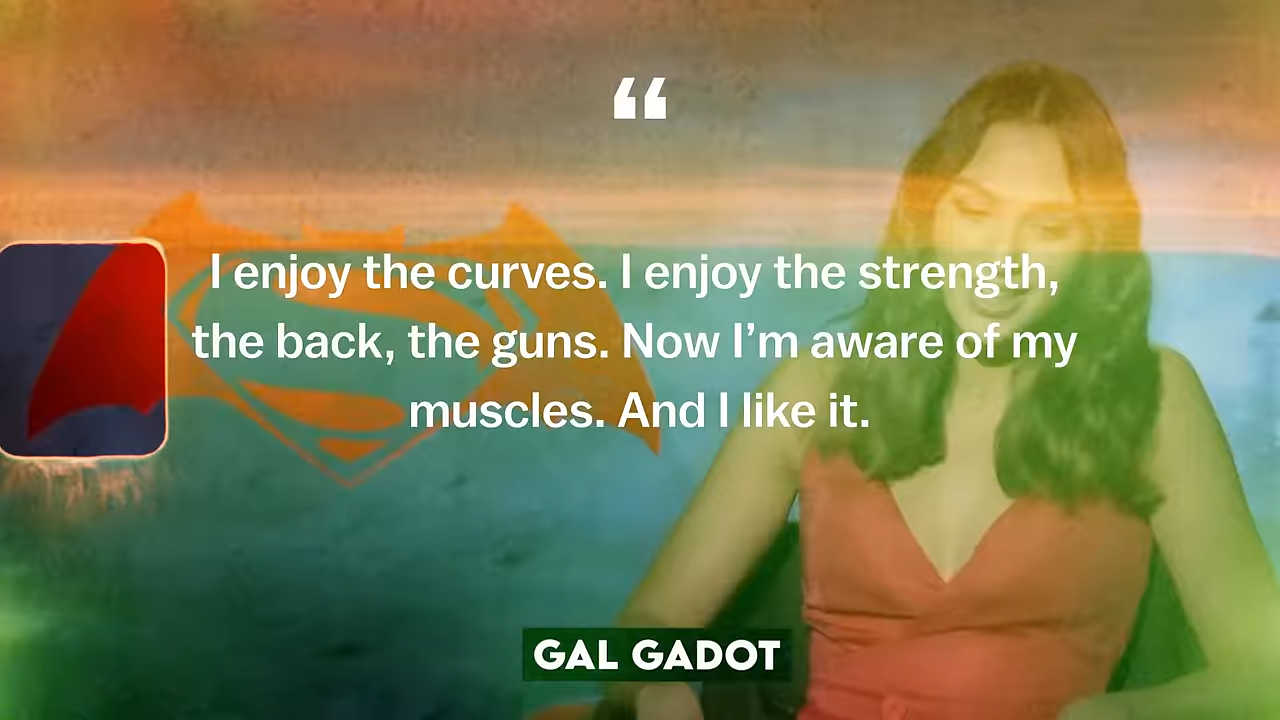 “
I enjoy the curves. I enjoy the strength,
the back, the guns. Now I’m aware of my
muscles. And I like it.
GAL GADOT